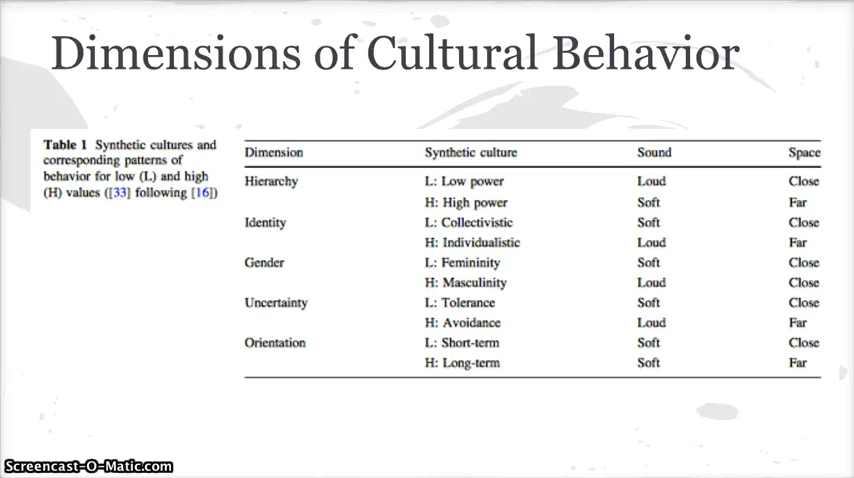 Dimensions of Cultural Behavior
Table 1 Synthetic cultures and
corresponding patterns of
behavior for low (L) and high
(H) values ([33] following [16])
Dimension Synthetic culture Sound Space
Hierarchy L: Low power Loud Close
H: High power Soft Far
Identity L: Collectivistic Soft Close
H: Individualistic Loud Far
Gender L: Femininity Soft Close
H: Masculinity Loud Close
Uncertainty L: Tolerance Soft Close
H: Avoidance Loud Far
Orientation L: Short-term Soft Close
H: Long-term Soft Far
Screencast-O-Matic.com